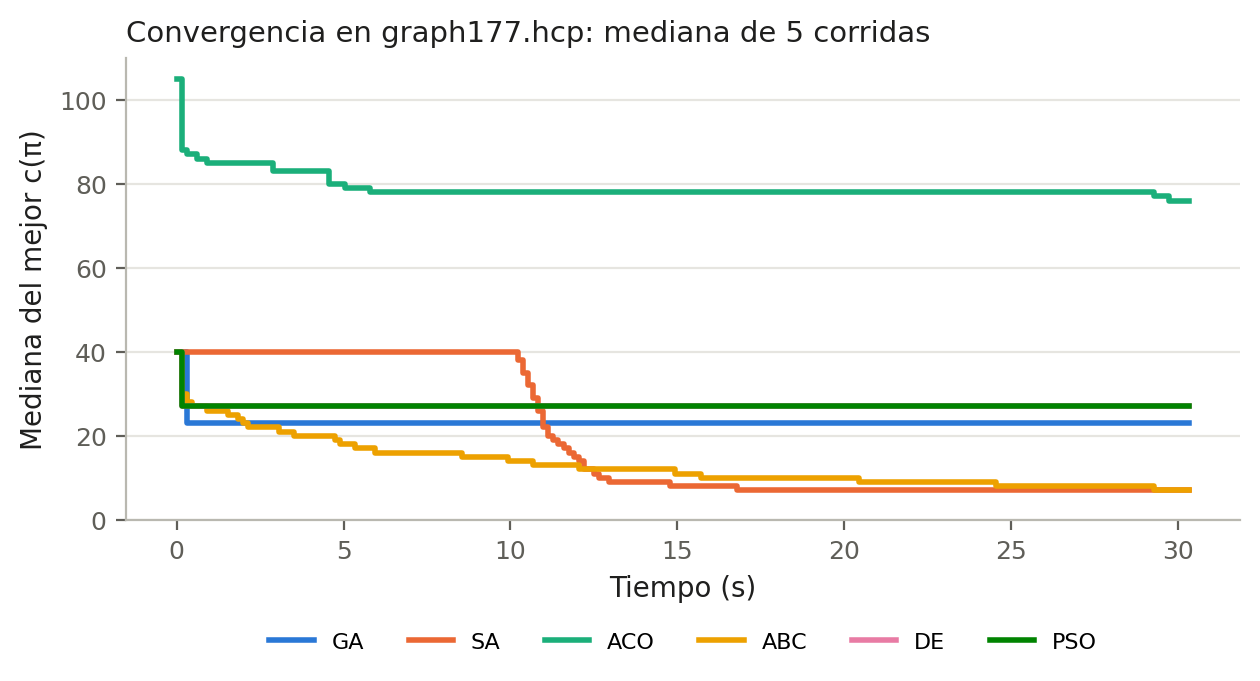 Convergencia en graph177.hcp: mediana de 5 corridas
Mediana del mejor c(π)
100
80
60
40
20
0
0 5 10 15 20 25 30
Tiempo (s)
GA SA ACO ABC DE PSO